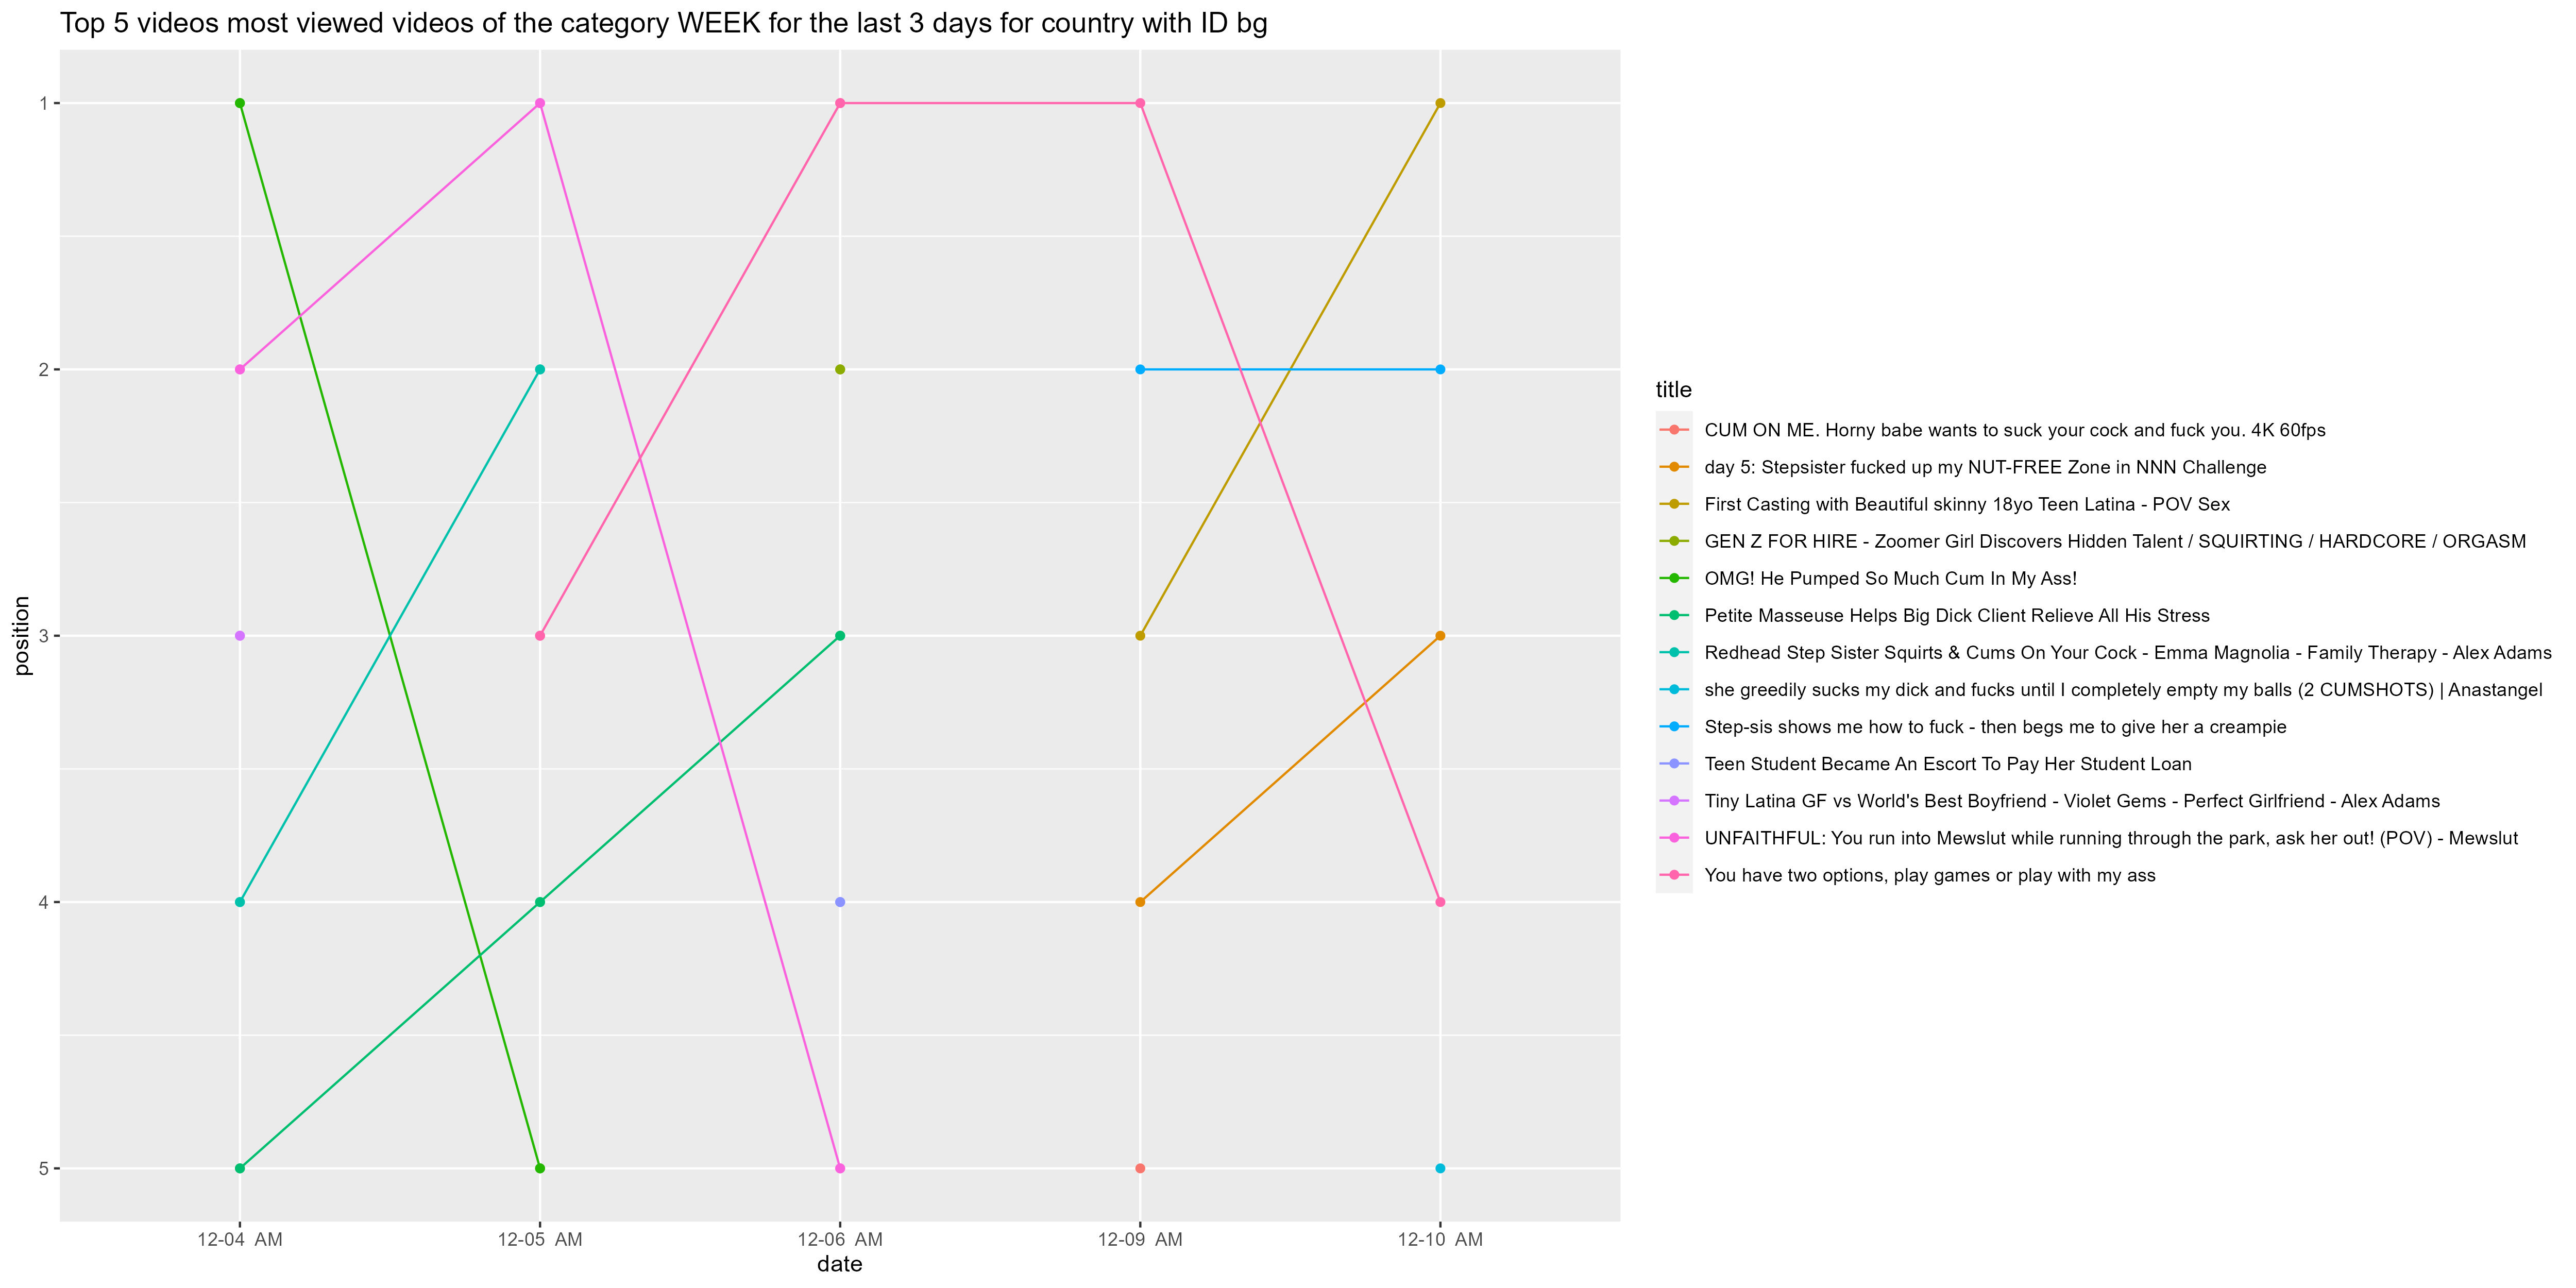 Top 5 videos most viewed videos of the category WEEK for the last 3 days for country with ID bg
position
1
2
3
4
5
12-04 AM
12-05 AM
12-06 AM
12-09 AM
12-10 AM
date
title
CUM ON ME. Horny babe wants to suck your cock and fuck you. 4K 60fps
day 5: Stepsister fucked up my NUT-FREE Zone in NNN Challenge
First Casting with Beautiful skinny 18yo Teen Latina - POV Sex
GEN Z FOR HIRE - Zoomer Girl Discovers Hidden Talent / SQUIRTING / HARDCORE / ORGASM
OMG! He Pumped So Much Cum In My Ass!
Petite Masseuse Helps Big Dick Client Relieve All His Stress
Redhead Step Sister Squirts & Cums On Your Cock - Emma Magnolia - Family Therapy - Alex Adams
she greedily sucks my dick and fucks until I completely empty my balls (2 CUMSHOTS) | Anastangel
Step-sis shows me how to fuck - then begs me to give her a creampie
Teen Student Became An Escort To Pay Her Student Loan
Tiny Latina GF vs World's Best Boyfriend - Violet Gems - Perfect Girlfriend - Alex Adams
UNFAITHFUL: You run into Mewslut while running through the park, ask her out! (POV) - Mewslut
You have two options, play games or play with my ass